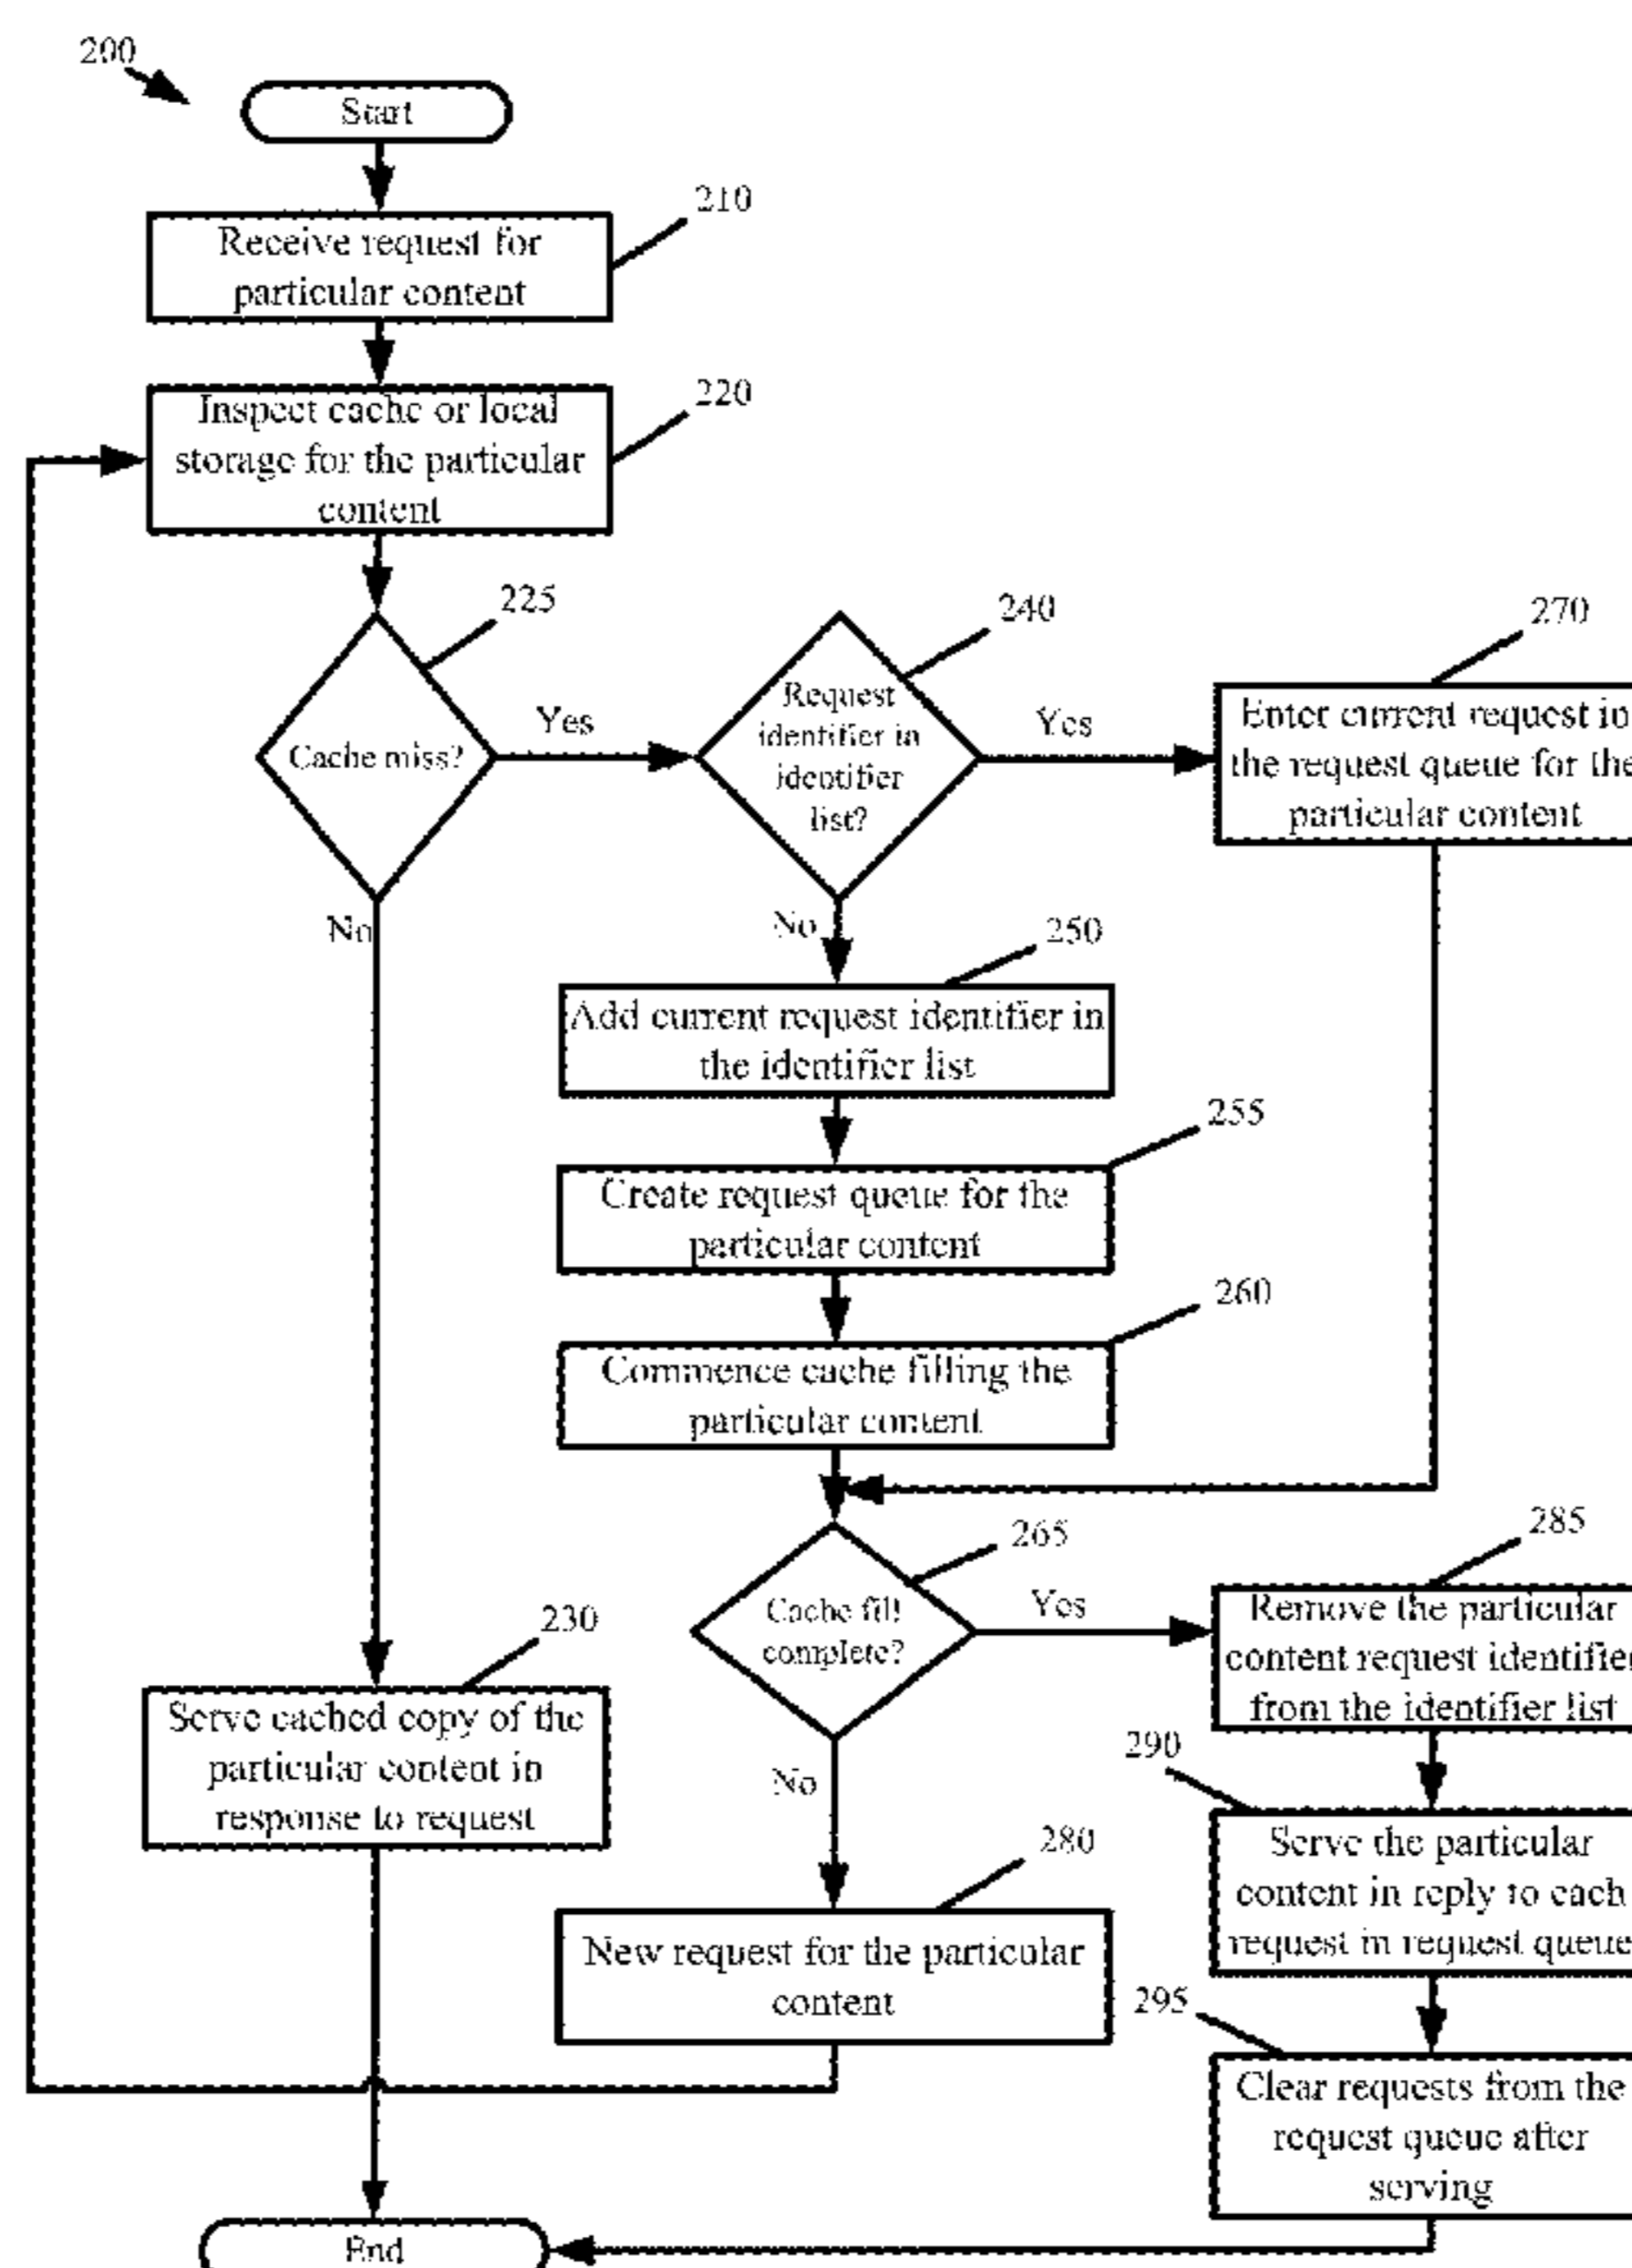 200
Start
210
Receive request for
particular content
220
Inspect cache or local
storage for the particular
content
225
Cache miss?
Yes
No
240
Request
identifier in
identifier
list?
Yes
No
270
Enter current request in
the request queue for the
particular content
250
Add current request identifier in
the identifier list
255
Create request queue for the
particular content
260
Commence cache filling the
particular content
265
Cache fill
complete?
Yes
No
285
Remove the particular
content request identifier
from the identifier list
230
Serve cached copy of the
particular content in
response to request
290
Serve the particular
content in reply to each
request in request queue
280
New request for the particular
content
295
Clear requests from the
request queue after
serving
End